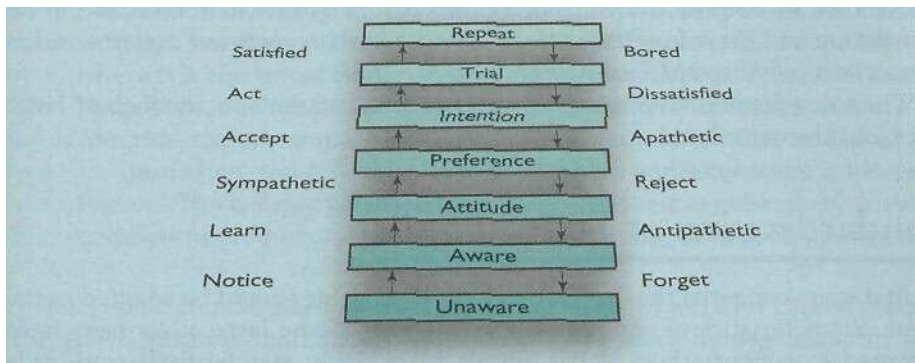 Repeat
Satisfied Bored
Trial
Act Dissatisfied
Intention
Accept Apathetic
Preference
Sympathetic Reject
Attitude
Learn Antipathetic
Aware
Notice Forget
Unaware